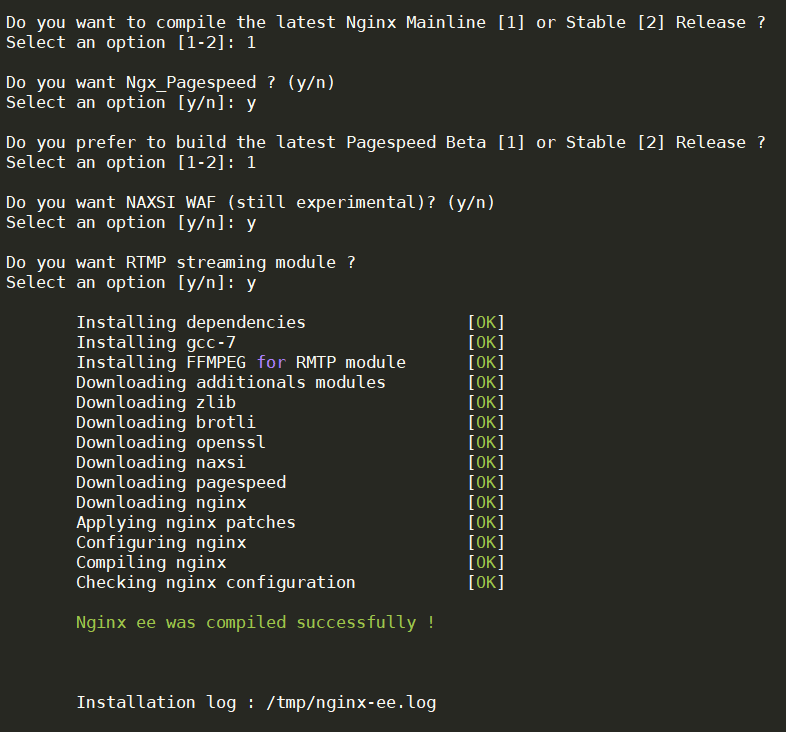 Do you want to compile the latest Nginx Mainline [1] or Stable [2] Release ?
Select an option [1-2]: 1
Do you want Ngx_Pagespeed ? (y/n)
Select an option [y/n]: y
Do you prefer to build the latest Pagespeed Beta [1] or Stable [2] Release ?
Select an option [1-2]: 1
Do you want NAXSI WAF (still experimental)? (y/n)
Select an option [y/n]: y
Do you want RTMP streaming module ?
Select an option [y/n]: y
Installing dependencies [OK]
Installing gcc-7 [OK]
Installing FFMPEG for RMTP module [OK]
Downloading additionals modules [OK]
Downloading zlib [OK]
Downloading brotli [OK]
Downloading openssl [OK]
Downloading naxsi [OK]
Downloading pagespeed [OK]
Downloading nginx [OK]
Applying nginx patches [OK]
Configuring nginx [OK]
Compiling nginx [OK]
Checking nginx configuration [OK]
Nginx ee was compiled successfully !
Installation log : /tmp/nginx-ee.log